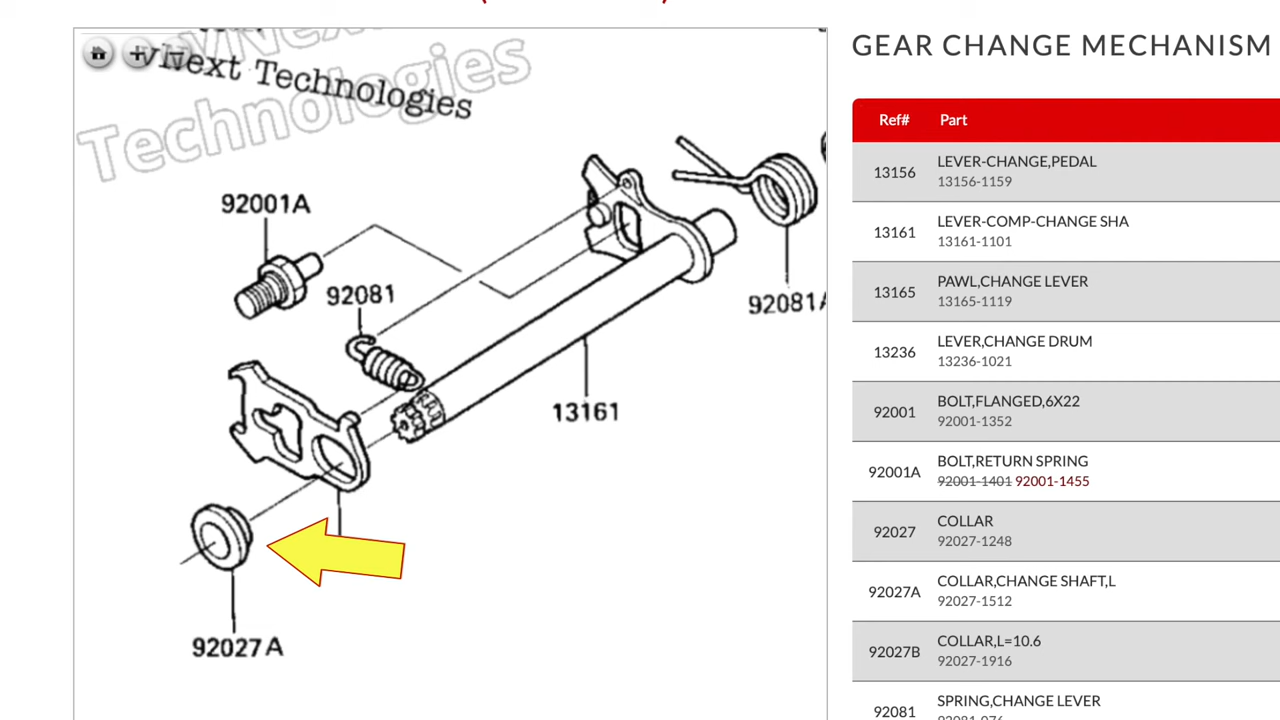 vNext
Technologies
vNext Technologies
92001A
92081
92081A
13161
92027A
GEAR CHANGE MECHANISM
Ref# Part
13156 LEVER-CHANGE,PEDAL
13156-1159
13161 LEVER-COMP-CHANGE SHA
13161-1101
13165 PAWL,CHANGE LEVER
13165-1119
13236 LEVER,CHANGE DRUM
13236-1021
92001 BOLT,FLANGED,6X22
92001-1352
92001A BOLT,RETURN SPRING
92001-1401 92001-1455
92027 COLLAR
92027-1248
92027A COLLAR,CHANGE SHAFT,L
92027-1512
92027B COLLAR,L=10.6
92027-1916
92081 SPRING,CHANGE LEVER